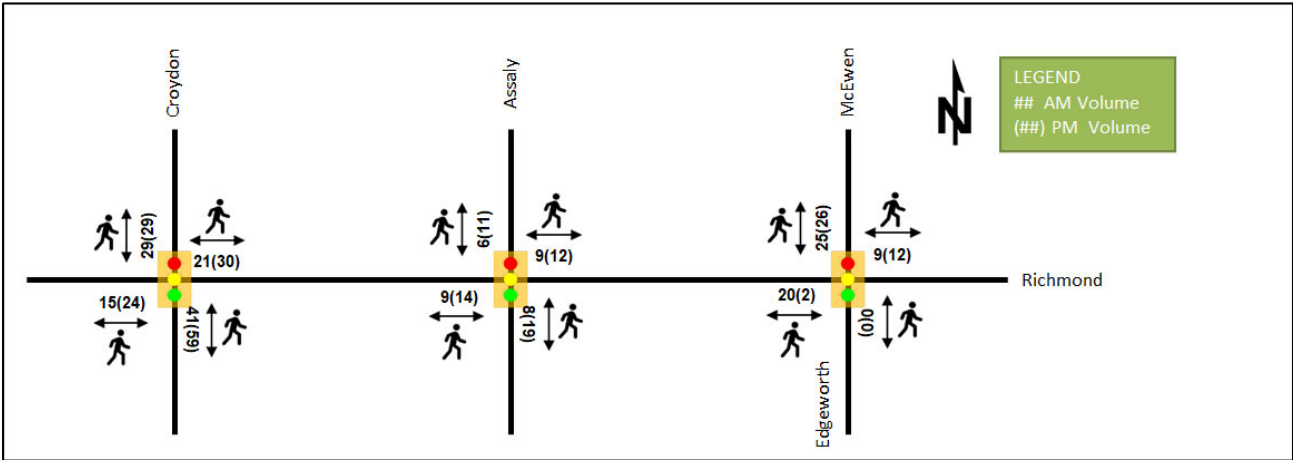 Croydon
Assaly
McEwen
N
LEGEND
## AM Volume
(##) PM Volume
29(29)
21(30)
6(11)
9(12)
25(26)
9(12)
Richmond
15(24)
41(59)
9(14)
8(19)
20(2)
0(0)
Edgeworth